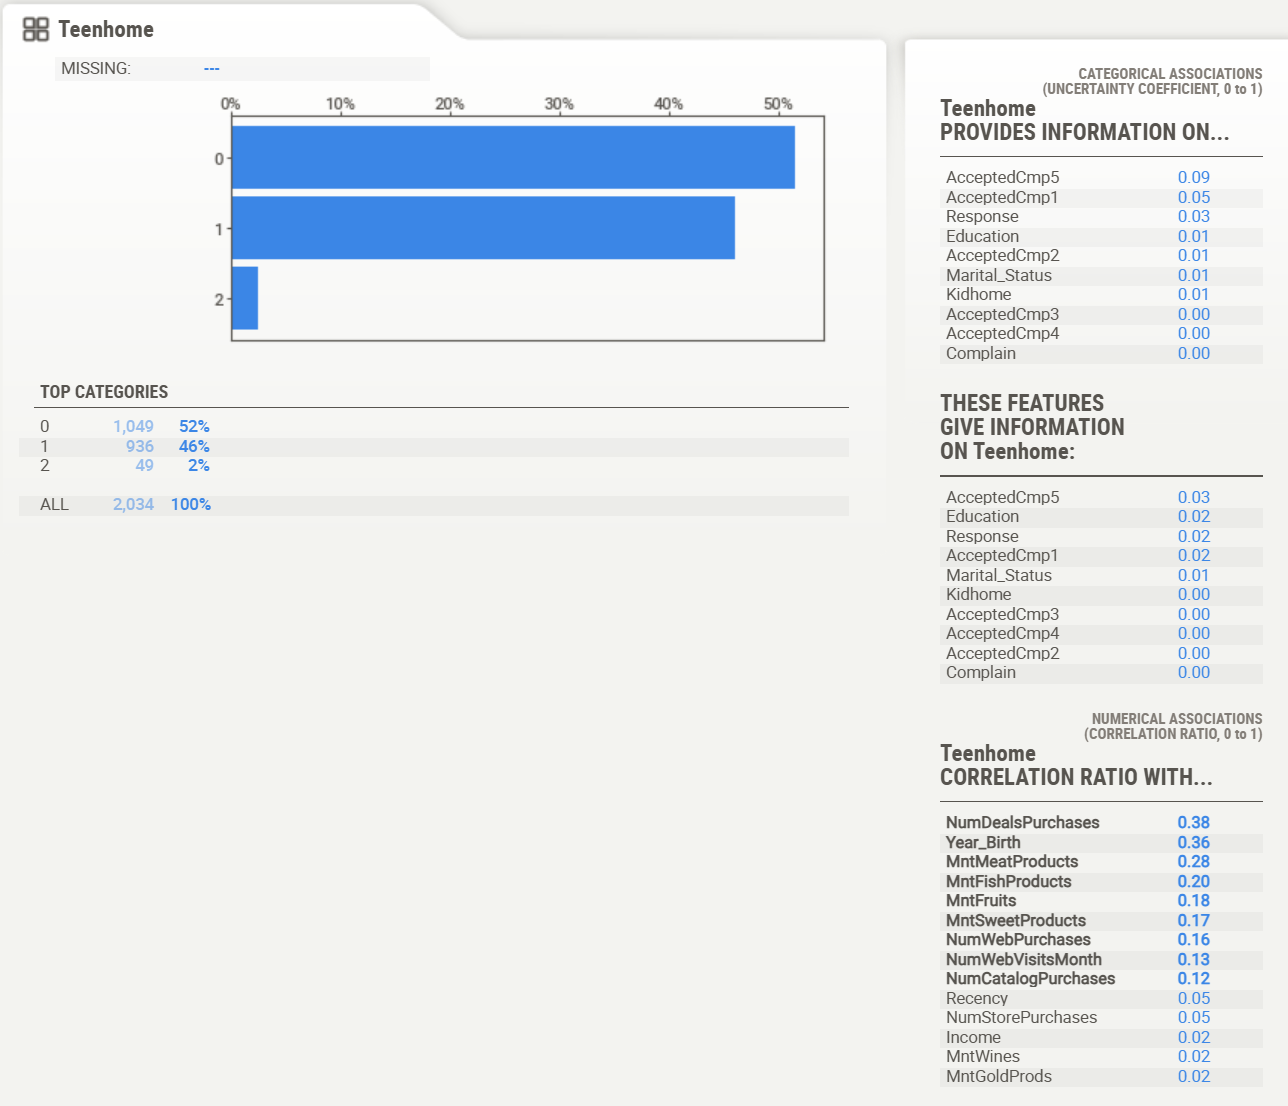 Teenhome
MISSING: ---
0% 10% 20% 30% 40% 50%
0
1
2
TOP CATEGORIES
0 1,049 52%
1 936 46%
2 49 2%
ALL 2,034 100%
CATEGORICAL ASSOCIATIONS
(UNCERTAINTY COEFFICIENT, 0 to 1)
Teenhome
PROVIDES INFORMATION ON...
AcceptedCmp5 0.09
AcceptedCmp1 0.05
Response 0.03
Education 0.01
AcceptedCmp2 0.01
Marital_Status 0.01
Kidhome 0.01
AcceptedCmp3 0.00
AcceptedCmp4 0.00
Complain 0.00
THESE FEATURES
GIVE INFORMATION
ON Teenhome:
AcceptedCmp5 0.03
Education 0.02
Response 0.02
AcceptedCmp1 0.02
Marital_Status 0.01
Kidhome 0.00
AcceptedCmp3 0.00
AcceptedCmp4 0.00
AcceptedCmp2 0.00
Complain 0.00
NUMERICAL ASSOCIATIONS
(CORRELATION RATIO, 0 to 1)
Teenhome
CORRELATION RATIO WITH...
NumDealsPurchases 0.38
Year_Birth 0.36
MntMeatProducts 0.28
MntFishProducts 0.20
MntFruits 0.18
MntSweetProducts 0.17
NumWebPurchases 0.16
NumWebVisitsMonth 0.13
NumCatalogPurchases 0.12
Recency 0.05
NumStorePurchases 0.05
Income 0.02
MntWines 0.02
MntGoldProds 0.02